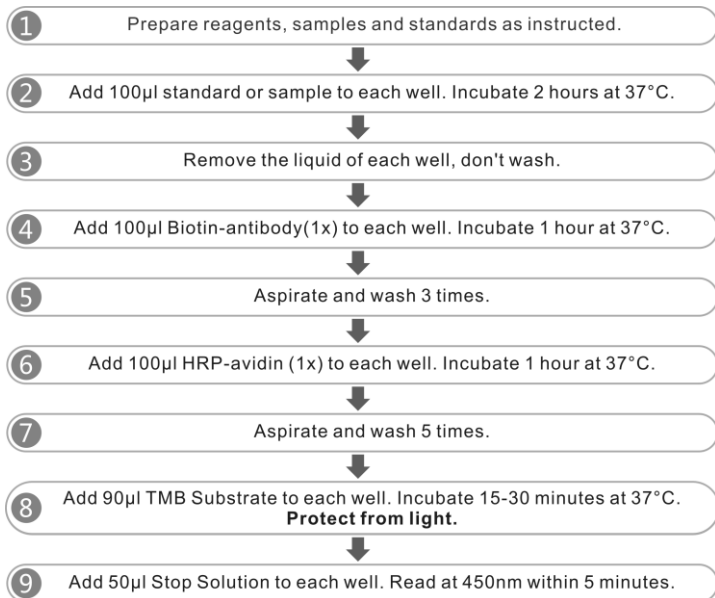 1 Prepare reagents, samples and standards as instructed.
2 Add 100µl standard or sample to each well. Incubate 2 hours at 37°C.
3 Remove the liquid of each well, don't wash.
4 Add 100µl Biotin-antibody(1x) to each well. Incubate 1 hour at 37°C.
5 Aspirate and wash 3 times.
6 Add 100µl HRP-avidin (1x) to each well. Incubate 1 hour at 37°C.
7 Aspirate and wash 5 times.
8 Add 90µl TMB Substrate to each well. Incubate 15-30 minutes at 37°C.
Protect from light.
9 Add 50µl Stop Solution to each well. Read at 450nm within 5 minutes.